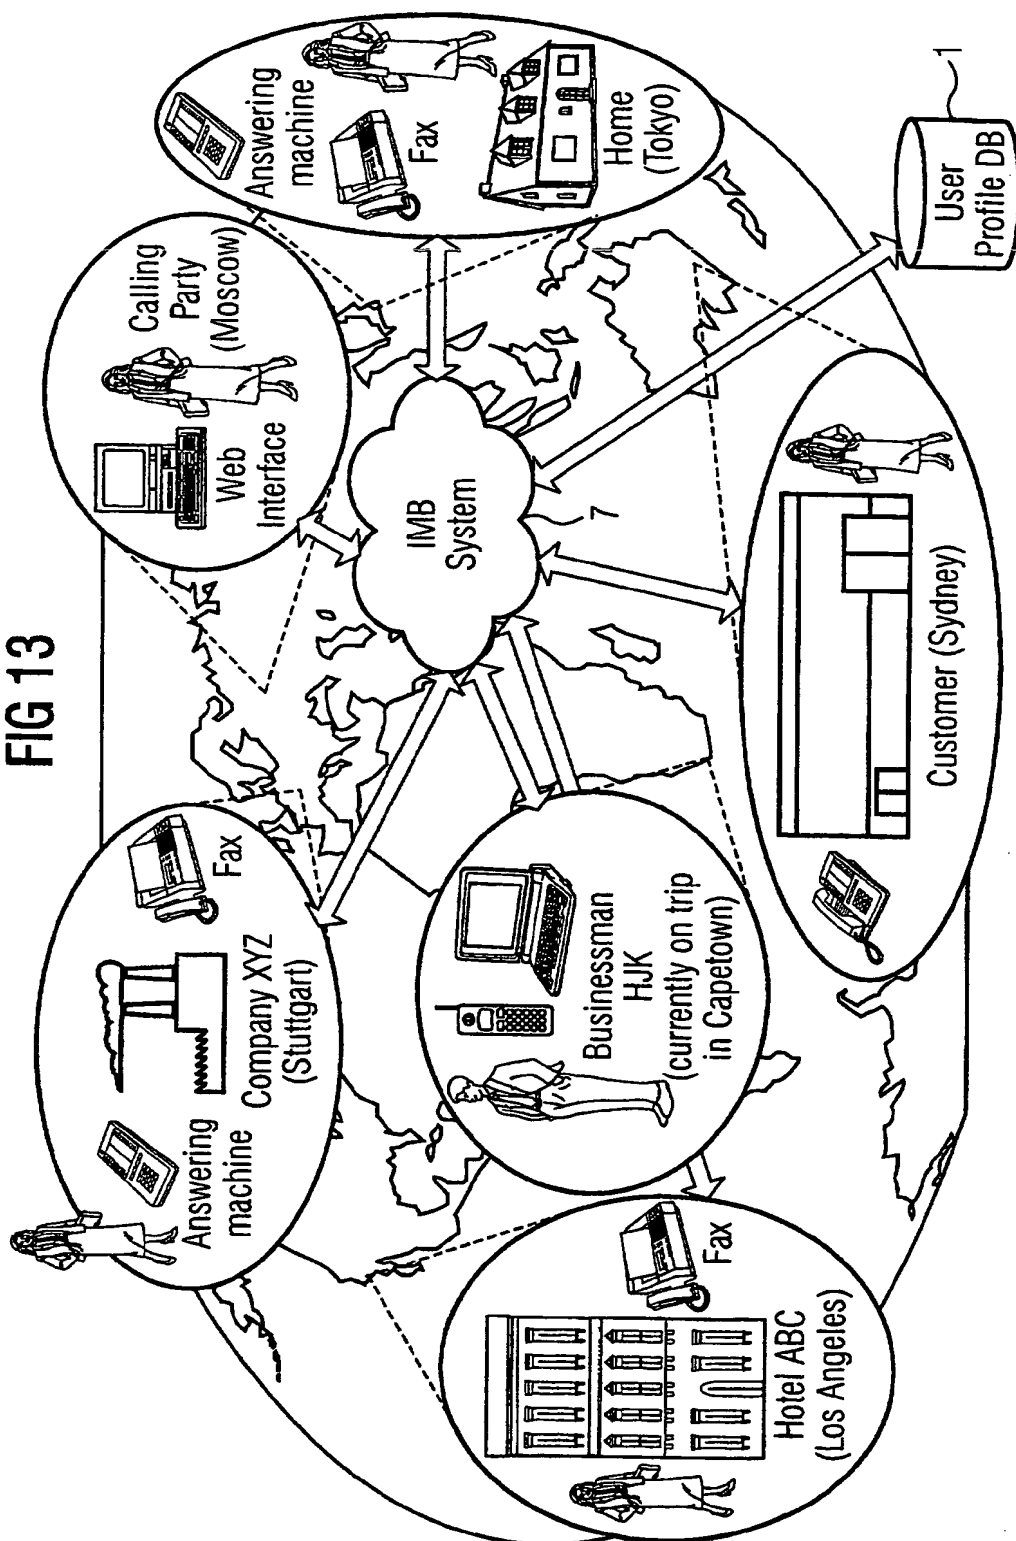 FIG 13
Answering
machine
Company XYZ
(Stuttgart)
Fax
Web
Interface
Calling
Party
(Moscow)
Answering
machine
Fax
Home
(Tokyo)
IMB
System
7
Businessman
HJK
(currently on trip
in Capetown)
Hotel ABC
(Los Angeles)
Fax
Customer (Sydney)
User
Profile DB
1